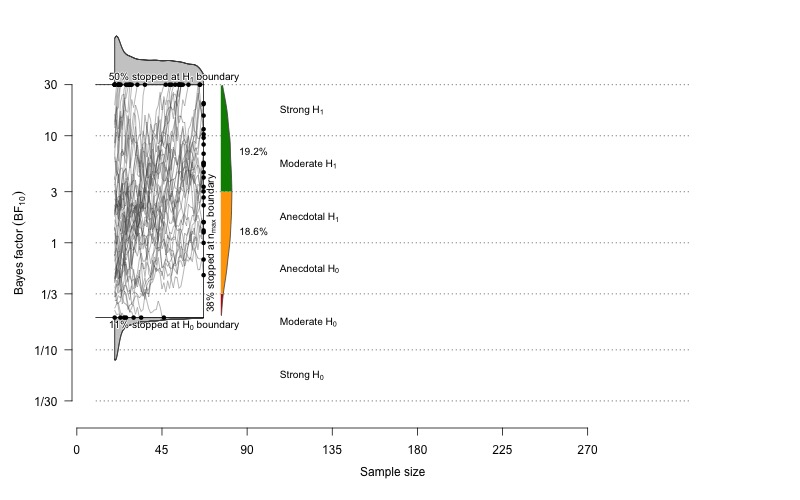 50% stopped at H₁ boundary
30
Strong H₁
10
19.2%
Moderate H₁
3
Anecdotal H₁
18.6%
1
Anecdotal H₀
1/3
38% stopped at nmax boundary
11% stopped at H₀ boundary
Moderate H₀
1/10
Strong H₀
1/30
Bayes factor (BF₁₀)
0 45 90 135 180 225 270
Sample size